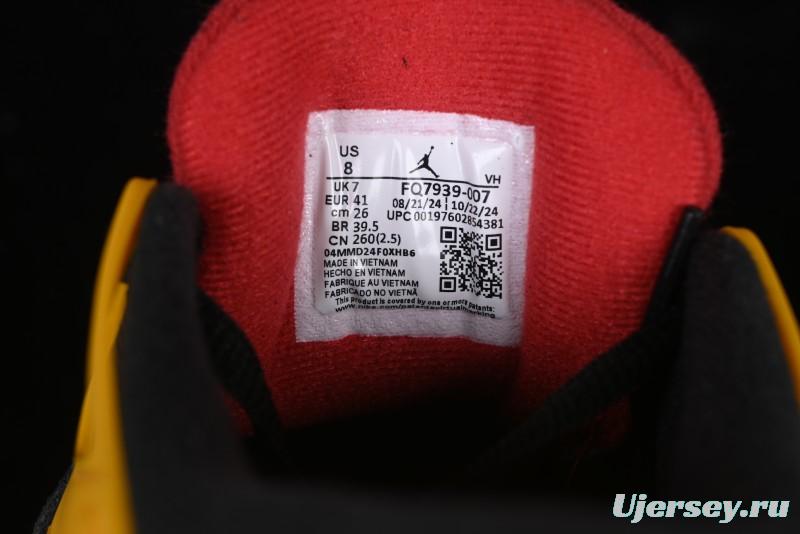 US
8
VH
UK 7 FQ7939-007
EUR 41 08/21/24 | 10/22/24
cm 26 UPC 00197602854381
BR 39.5
CN 260(2.5)
04MMD24F0XHB6
MADE IN VIETNAM
HECHO EN VIETNAM
FABRIQUE AU VIETNAM
FABRICADO NO VIETNÃ
This product is covered by one or more patents:
Ujersey.ru